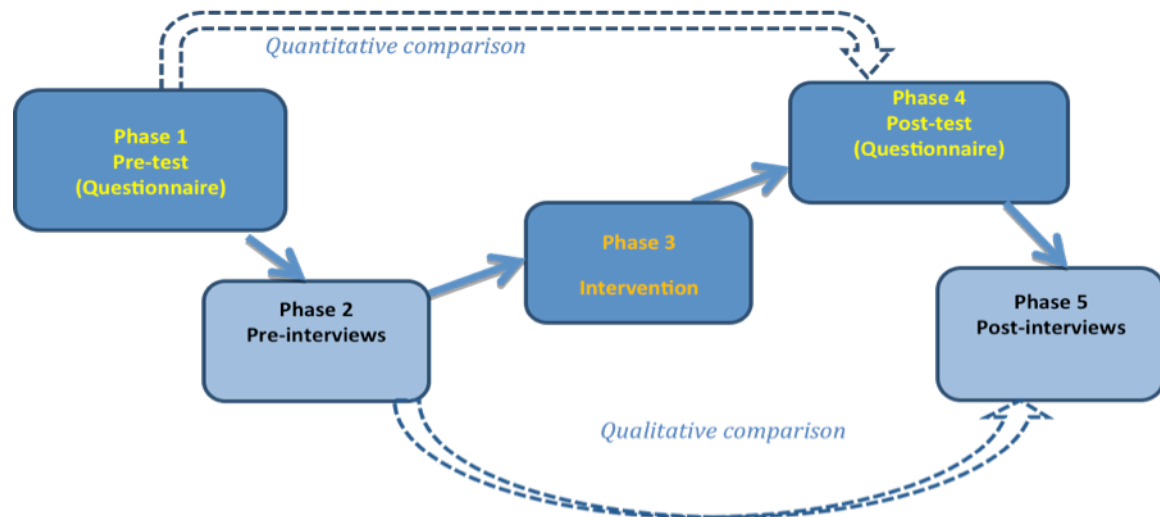 Quantitative comparison
Phase 1
Pre-test
(Questionnaire)
Phase 4
Post-test
(Questionnaire)
Phase 3
Intervention
Phase 2
Pre-interviews
Phase 5
Post-interviews
Qualitative comparison